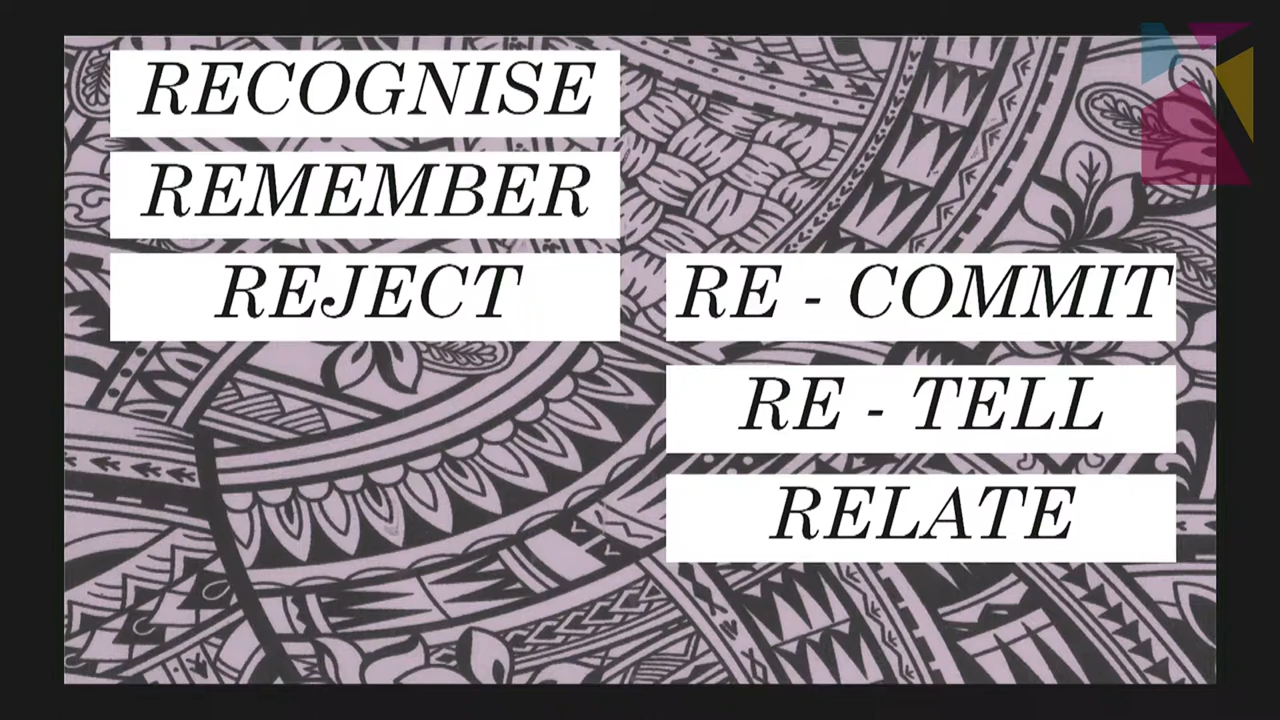 RECOGNISE
REMEMBER
REJECT
RE - COMMIT
RE - TELL
RELATE